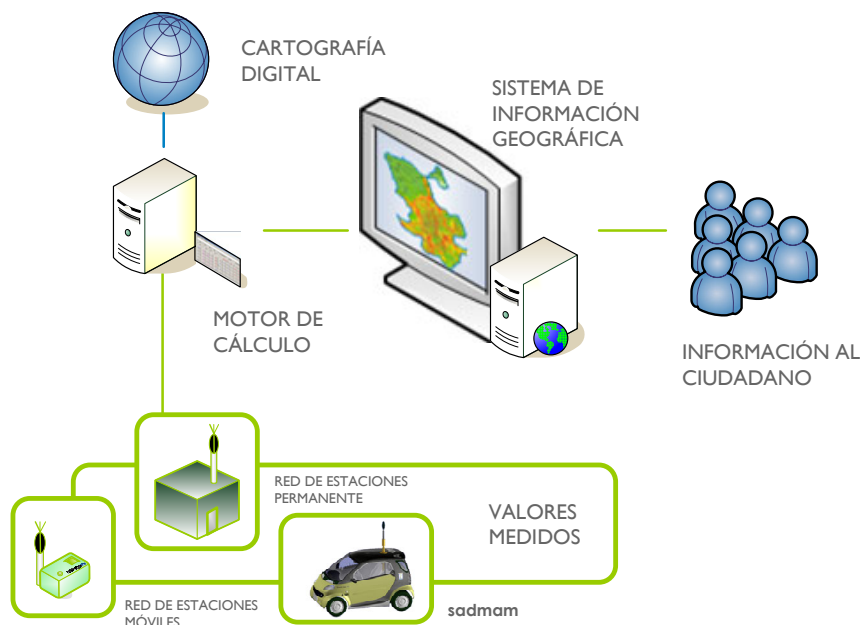 CARTOGRAFÍA
DIGITAL
SISTEMA DE
INFORMACIÓN
GEOGRÁFICA
MOTOR DE
CÁLCULO
INFORMACIÓN AL
CIUDADANO
RED DE ESTACIONES
PERMANENTE
VALORES
MEDIDOS
RED DE ESTACIONES
MÓVILES
sadmam